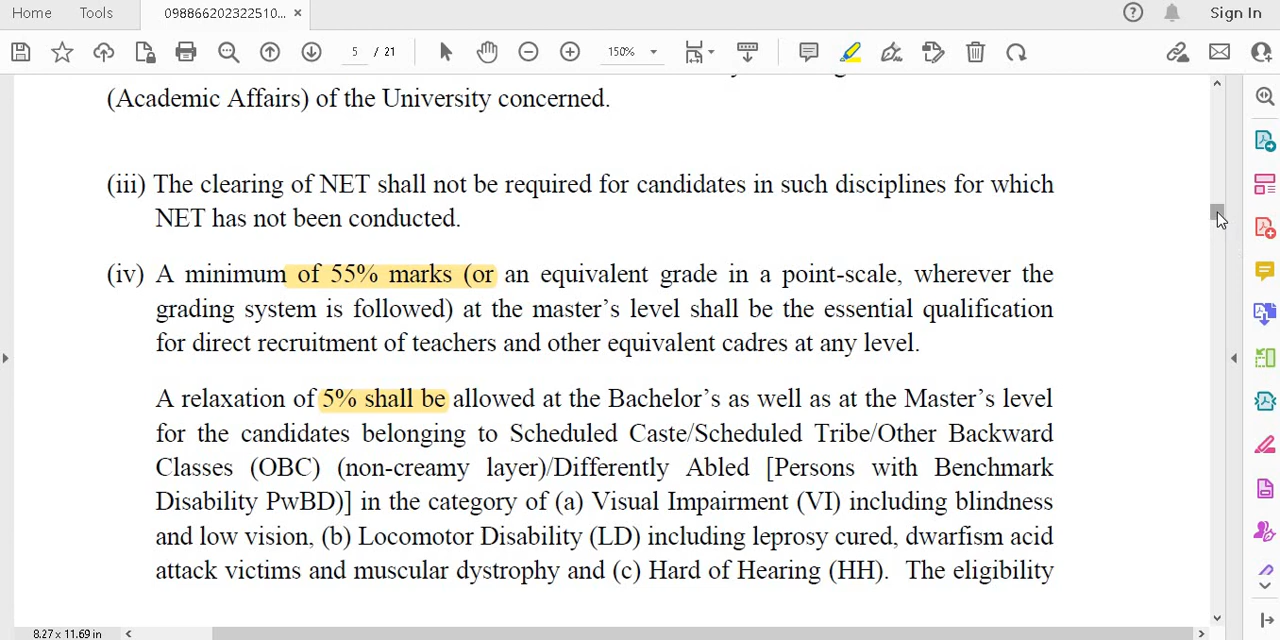 Home Tools 098866202322510... ×
Sign In
5 / 21
150%
(Academic Affairs) of the University concerned.
(iii) The clearing of NET shall not be required for candidates in such disciplines for which
NET has not been conducted.
(iv) A minimum of 55% marks (or an equivalent grade in a point-scale, wherever the
grading system is followed) at the master’s level shall be the essential qualification
for direct recruitment of teachers and other equivalent cadres at any level.
A relaxation of 5% shall be allowed at the Bachelor’s as well as at the Master’s level
for the candidates belonging to Scheduled Caste/Scheduled Tribe/Other Backward
Classes (OBC) (non-creamy layer)/Differently Abled [Persons with Benchmark
Disability PwBD)] in the category of (a) Visual Impairment (VI) including blindness
and low vision, (b) Locomotor Disability (LD) including leprosy cured, dwarfism acid
attack victims and muscular dystrophy and (c) Hard of Hearing (HH). The eligibility
8.27 x 11.69 in